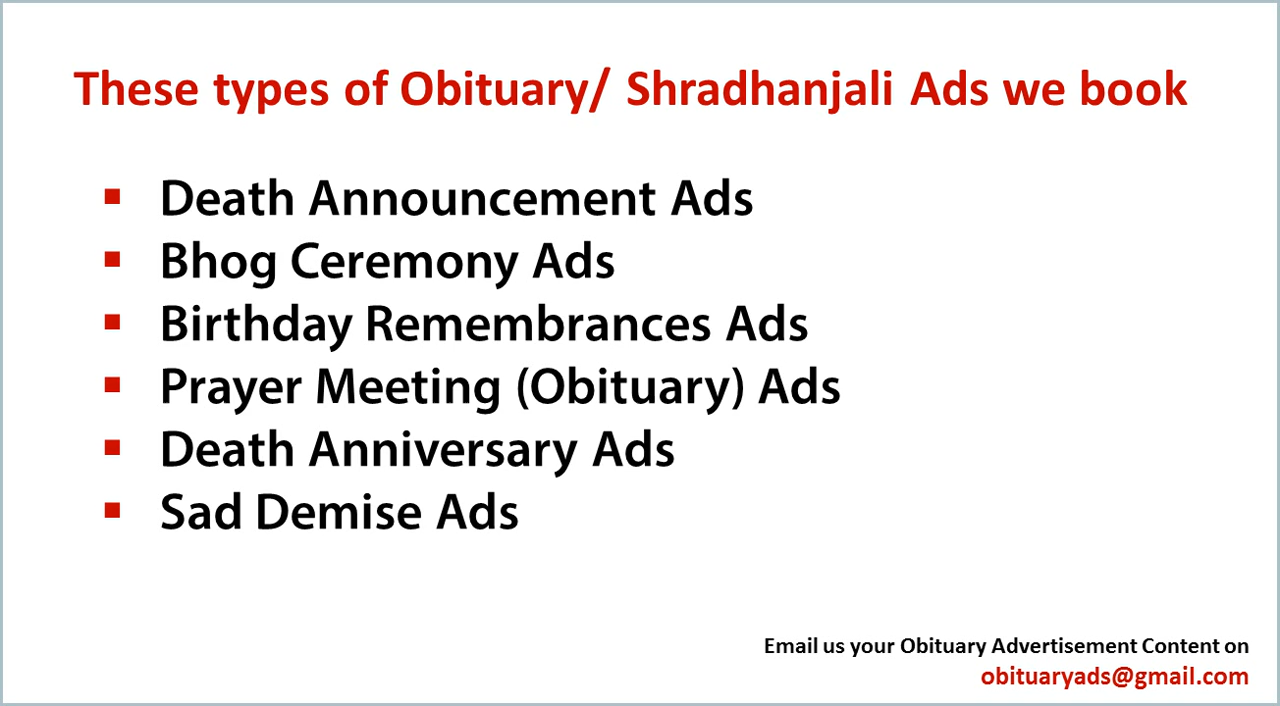 These types of Obituary/ Shradhanjali Ads we book
▪ Death Announcement Ads
▪ Bhog Ceremony Ads
▪ Birthday Remembrances Ads
▪ Prayer Meeting (Obituary) Ads
▪ Death Anniversary Ads
▪ Sad Demise Ads
Email us your Obituary Advertisement Content on
obituaryads@gmail.com